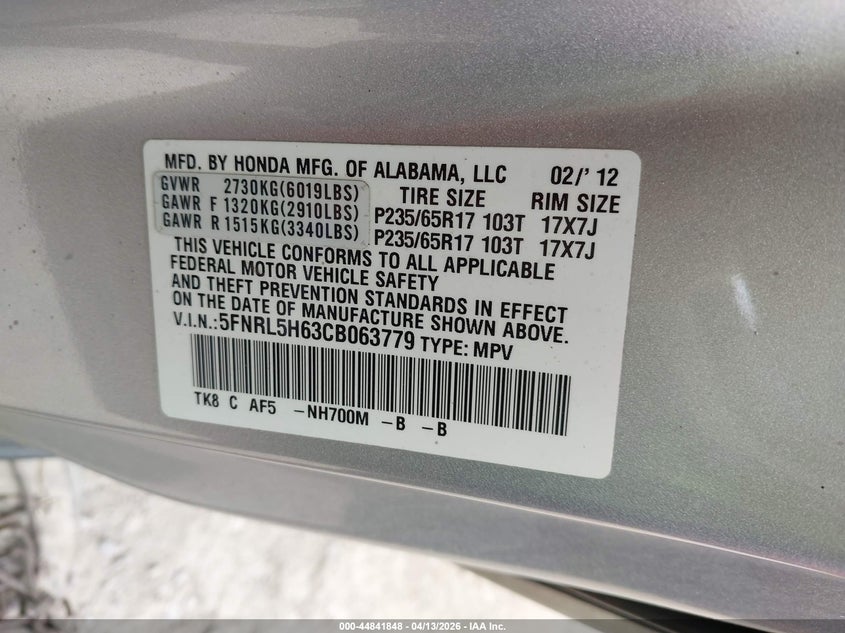 MFD. BY HONDA MFG. OF ALABAMA, LLC 02/' 12
GVWR 2730KG(6019LBS) TIRE SIZE RIM SIZE
GAWR F 1320KG(2910LBS) P235/65R17 103T 17X7J
GAWR R 1515KG(3340LBS) P235/65R17 103T 17X7J
THIS VEHICLE CONFORMS TO ALL APPLICABLE
FEDERAL MOTOR VEHICLE SAFETY
AND THEFT PREVENTION STANDARDS IN EFFECT
ON THE DATE OF MANUFACTURE SHOWN ABOVE.
V.I.N.:5FNRL5H63CB063779 TYPE: MPV
TK8 C AF5 -NH700M -B -B
000-44841848 - 04/13/2026 - IAA Inc.